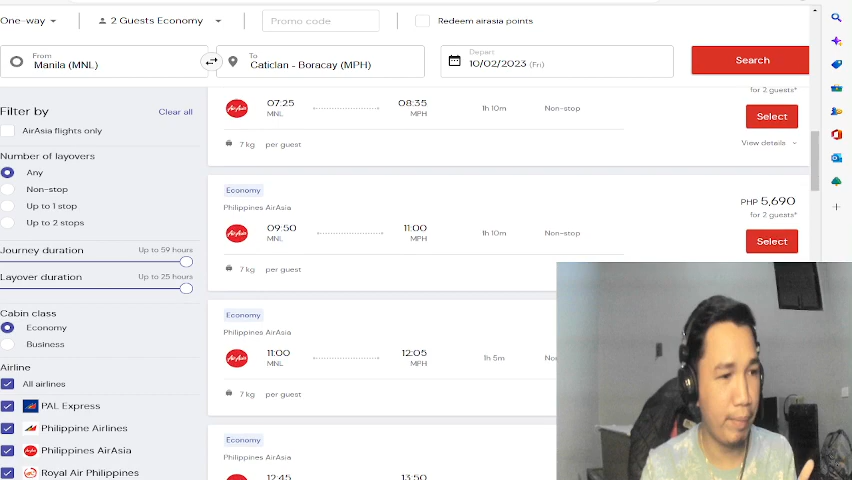 One-way
2 Guests Economy
Promo code
Redeem airasia points
From
Manila (MNL)
To
Caticlan - Boracay (MPH)
Depart
10/02/2023 (Fri)
Search
Filter by
Clear all
AirAsia flights only
Number of layovers
Any
Non-stop
Up to 1 stop
Up to 2 stops
Journey duration
Up to 59 hours
Layover duration
Up to 25 hours
Cabin class
Economy
Business
Airline
All airlines
PAL Express
Philippine Airlines
Philippines AirAsia
Royal Air Philippines
for 2 guests*
AirAsia
07:25
08:35
MNL
MPH
1h 10m
Non-stop
Select
7 kg per guest
View details
Economy
Philippines AirAsia
PHP 5,690
for 2 guests*
AirAsia
09:50
11:00
MNL
MPH
1h 10m
Non-stop
Select
7 kg per guest
Economy
Philippines AirAsia
AirAsia
11:00
12:05
MNL
MPH
1h 5m
7 kg per guest
Economy
Philippines AirAsia
12:45
13:50